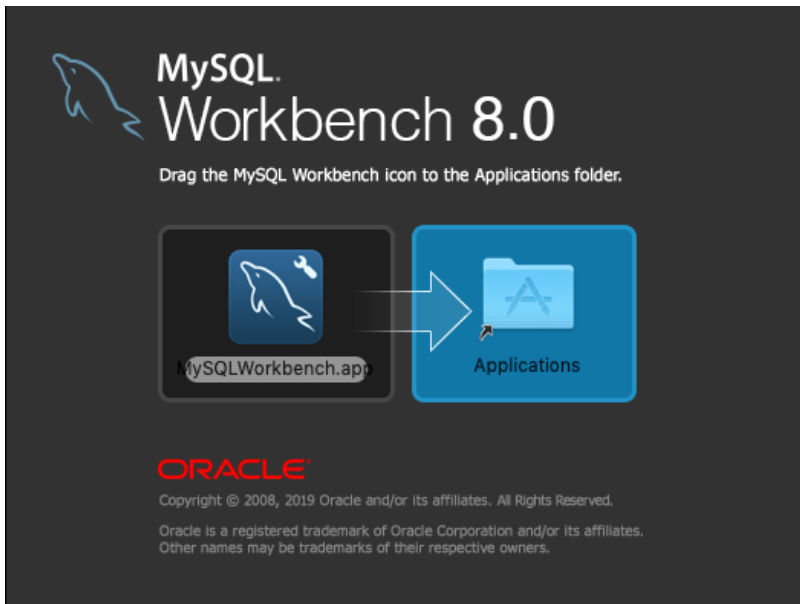 MySQL.
Workbench 8.0
Drag the MySQL Workbench icon to the Applications folder.
MySQLWorkbench.app
Applications
ORACLE
Copyright © 2008, 2019 Oracle and/or its affiliates. All Rights Reserved.
Oracle is a registered trademark of Oracle Corporation and/or its affiliates.
Other names may be trademarks of their respective owners.